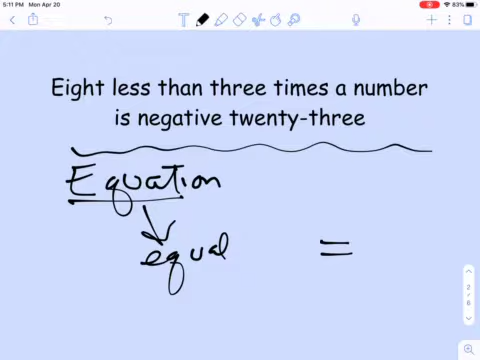 5:11 PM Mon Apr 20
83%
T
Eight less than three times a number
is negative twenty-three
Equation
equal =
2
/
6